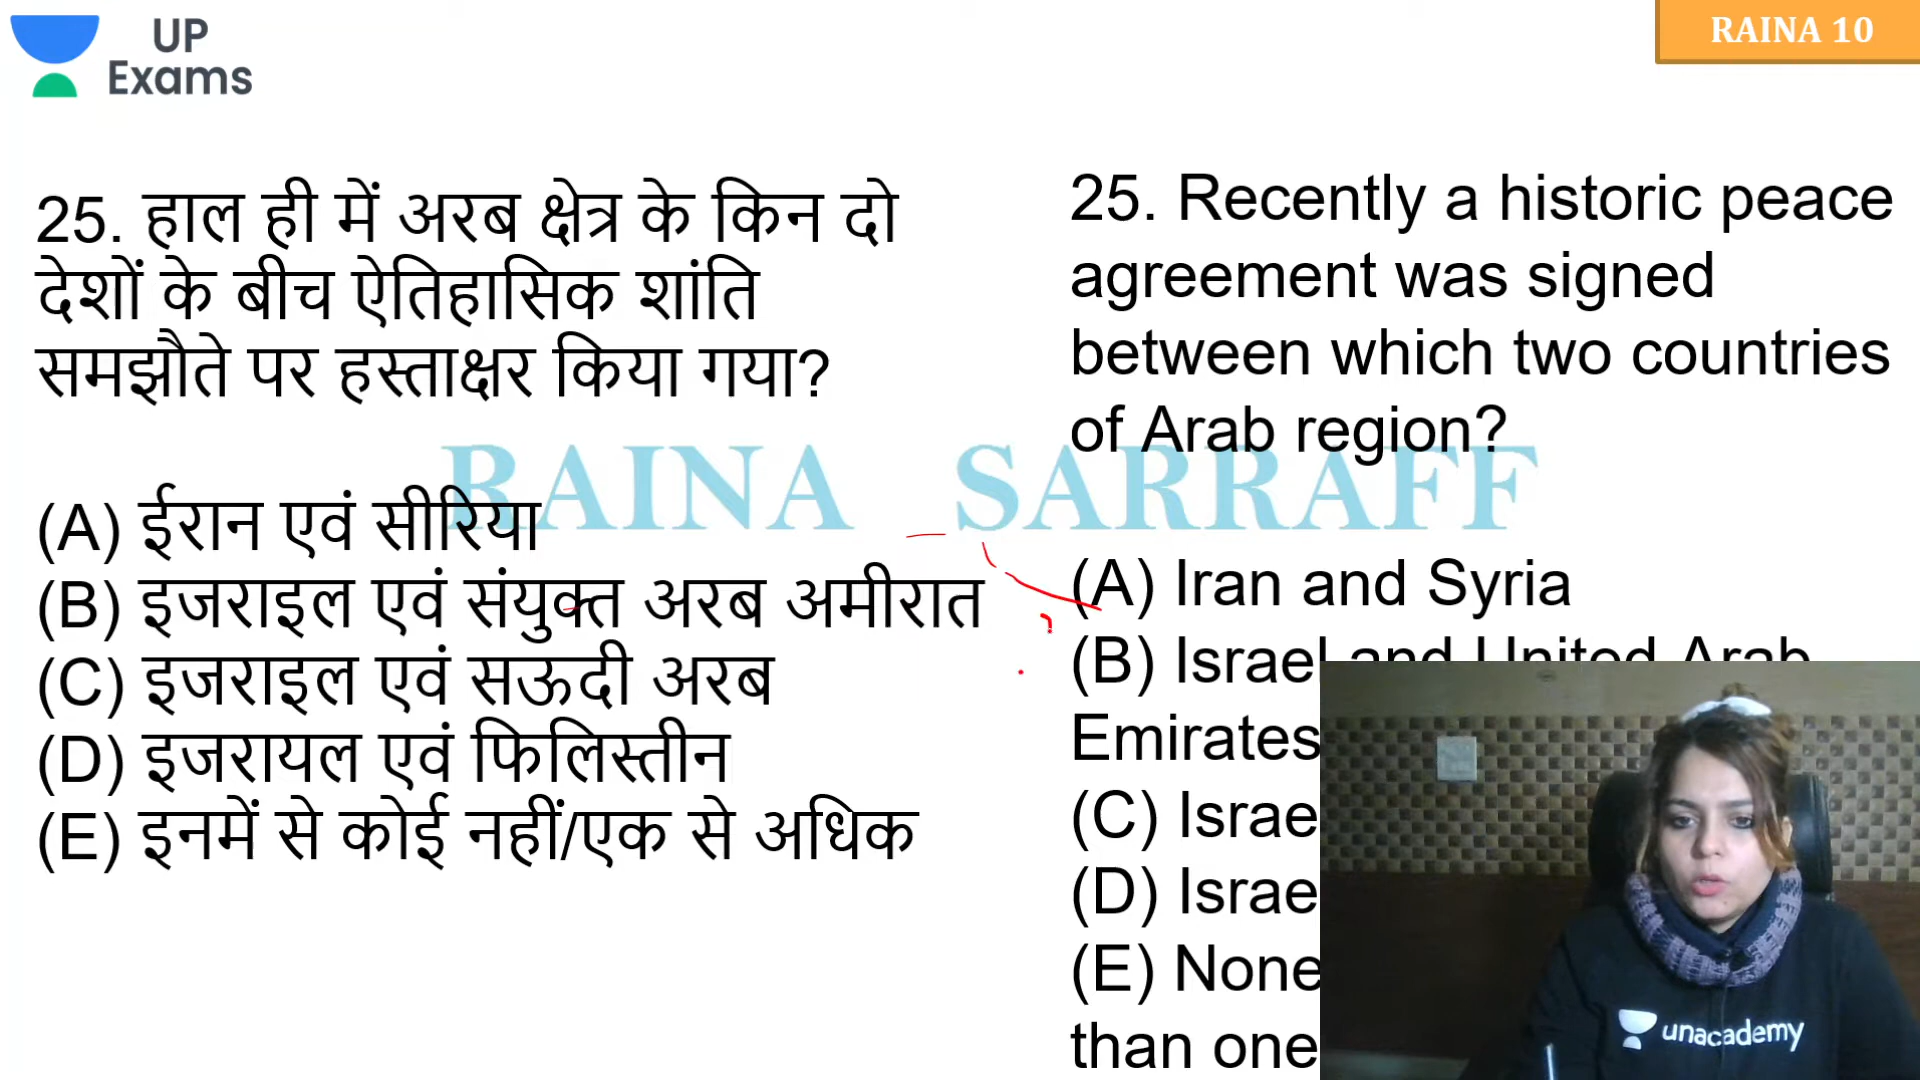 UP
Exams
RAINA 10
25. हाल ही में अरब क्षेत्र के किन दो
देशों के बीच ऐतिहासिक शांति
समझौते पर हस्ताक्षर किया गया?
(A) ईरान एवं सीरिया
(B) इजराइल एवं संयुक्त अरब अमीरात
(C) इजराइल एवं सऊदी अरब
(D) इजरायल एवं फिलिस्तीन
(E) इनमें से कोई नहीं/एक से अधिक
25. Recently a historic peace
agreement was signed
between which two countries
of Arab region?
RAINA SARRAFF
(A) Iran and Syria
(B) Israel and United Arab
Emirates
(C) Israe
(D) Israe
(E) None
than one
unacademy